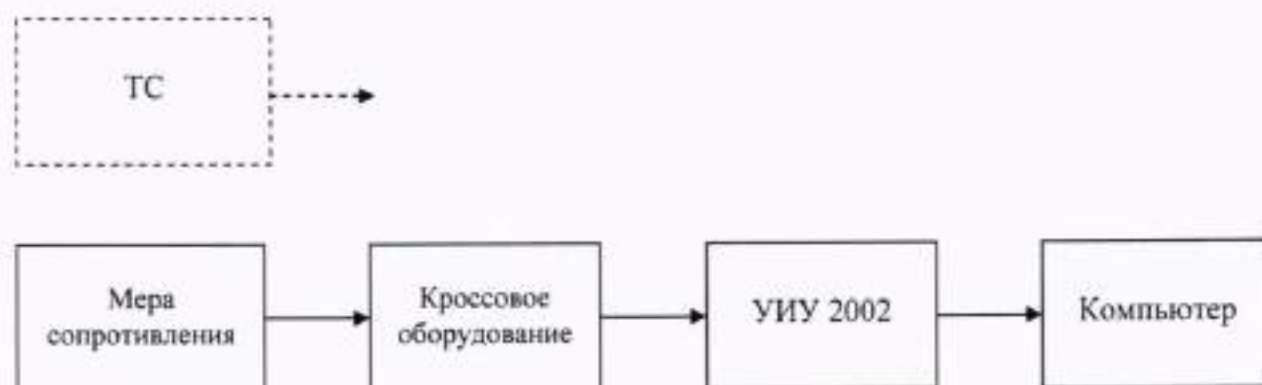 ТС
Мера
сопротивления
Кроссовое
оборудование
УИУ 2002
Компьютер